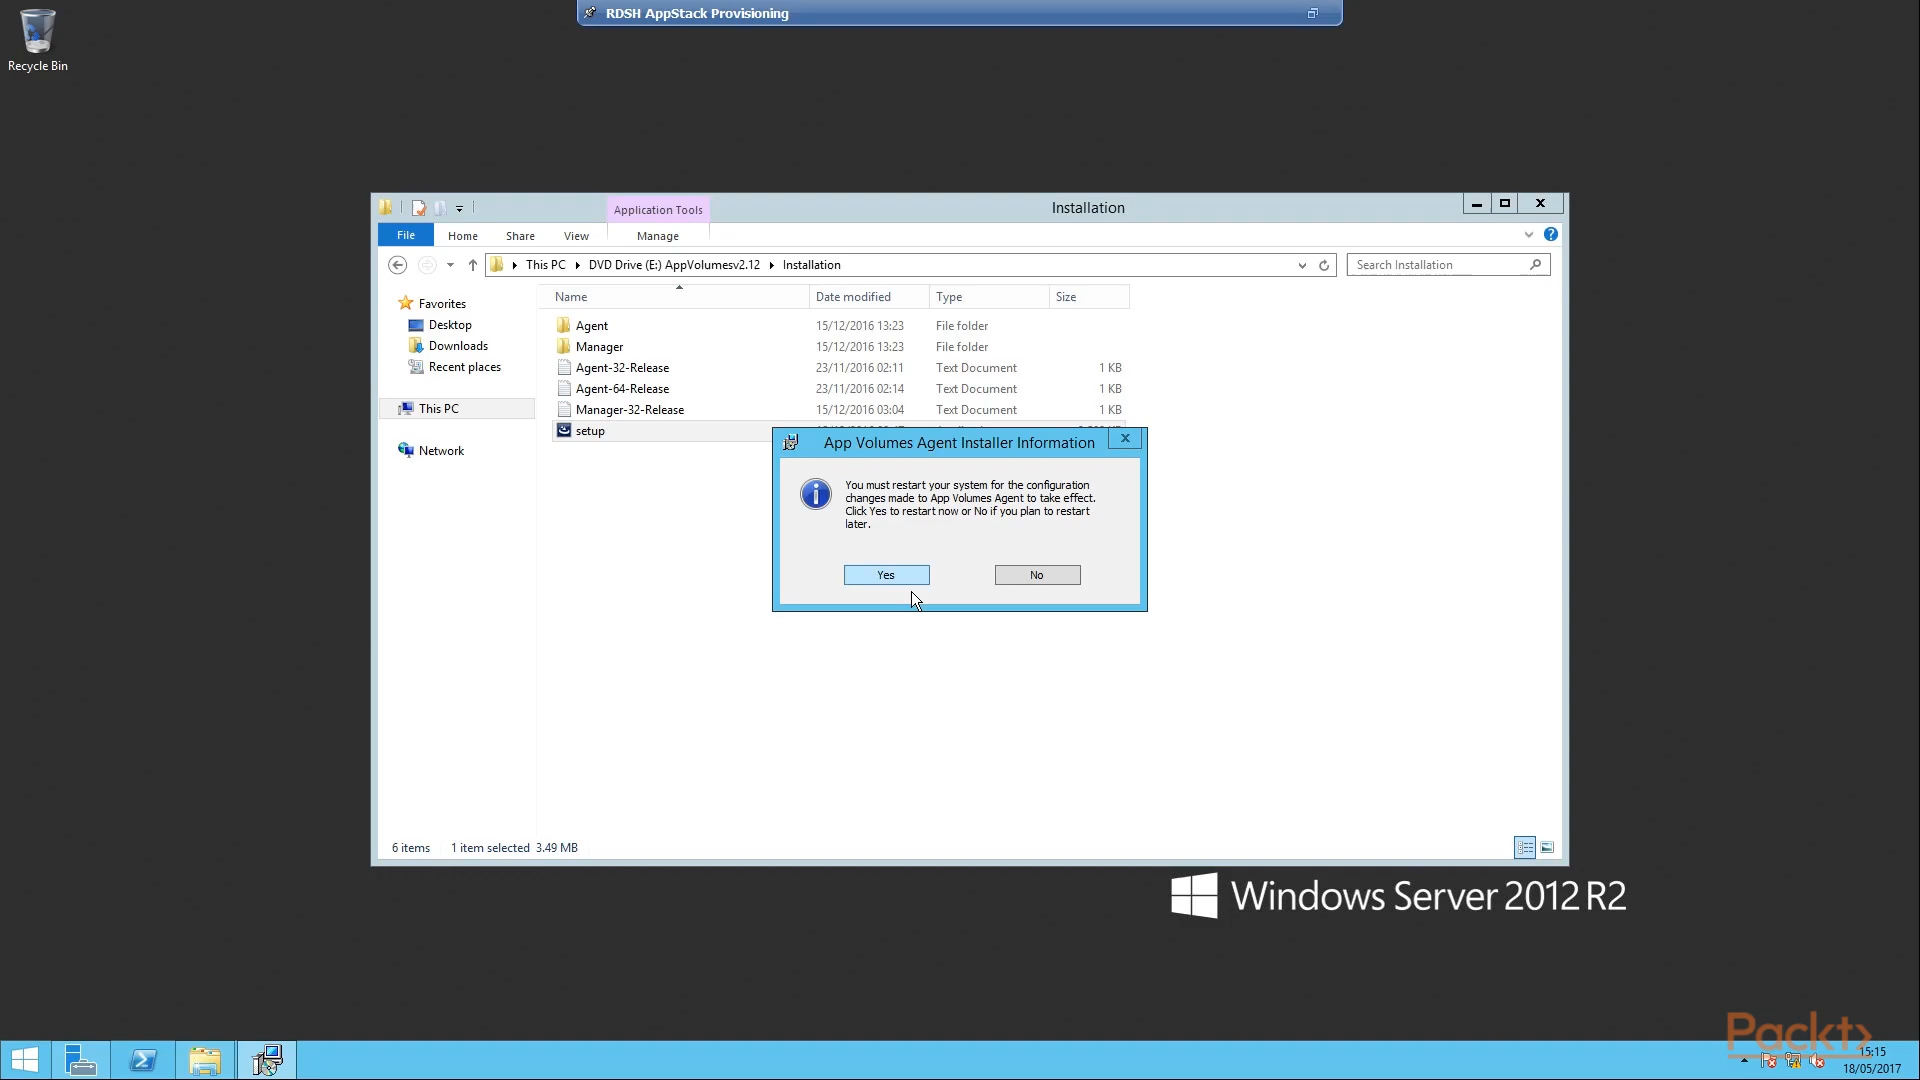 RDSH AppStack Provisioning
Recycle Bin
Application Tools
Installation
File Home Share View Manage
This PC DVD Drive (E:) AppVolumesv2.12 Installation
Search Installation
Name Date modified Type Size
Favorites
Desktop
Downloads
Recent places
This PC
Network
Agent 15/12/2016 13:23 File folder
Manager 15/12/2016 13:23 File folder
Agent-32-Release 23/11/2016 02:11 Text Document 1 KB
Agent-64-Release 23/11/2016 02:14 Text Document 1 KB
Manager-32-Release 15/12/2016 03:04 Text Document 1 KB
setup
App Volumes Agent Installer Information
You must restart your system for the configuration
changes made to App Volumes Agent to take effect.
Click Yes to restart now or No if you plan to restart
later.
Yes No
6 items 1 item selected 3.49 MB
Windows Server 2012 R2
Packt
15:15
18/05/2017